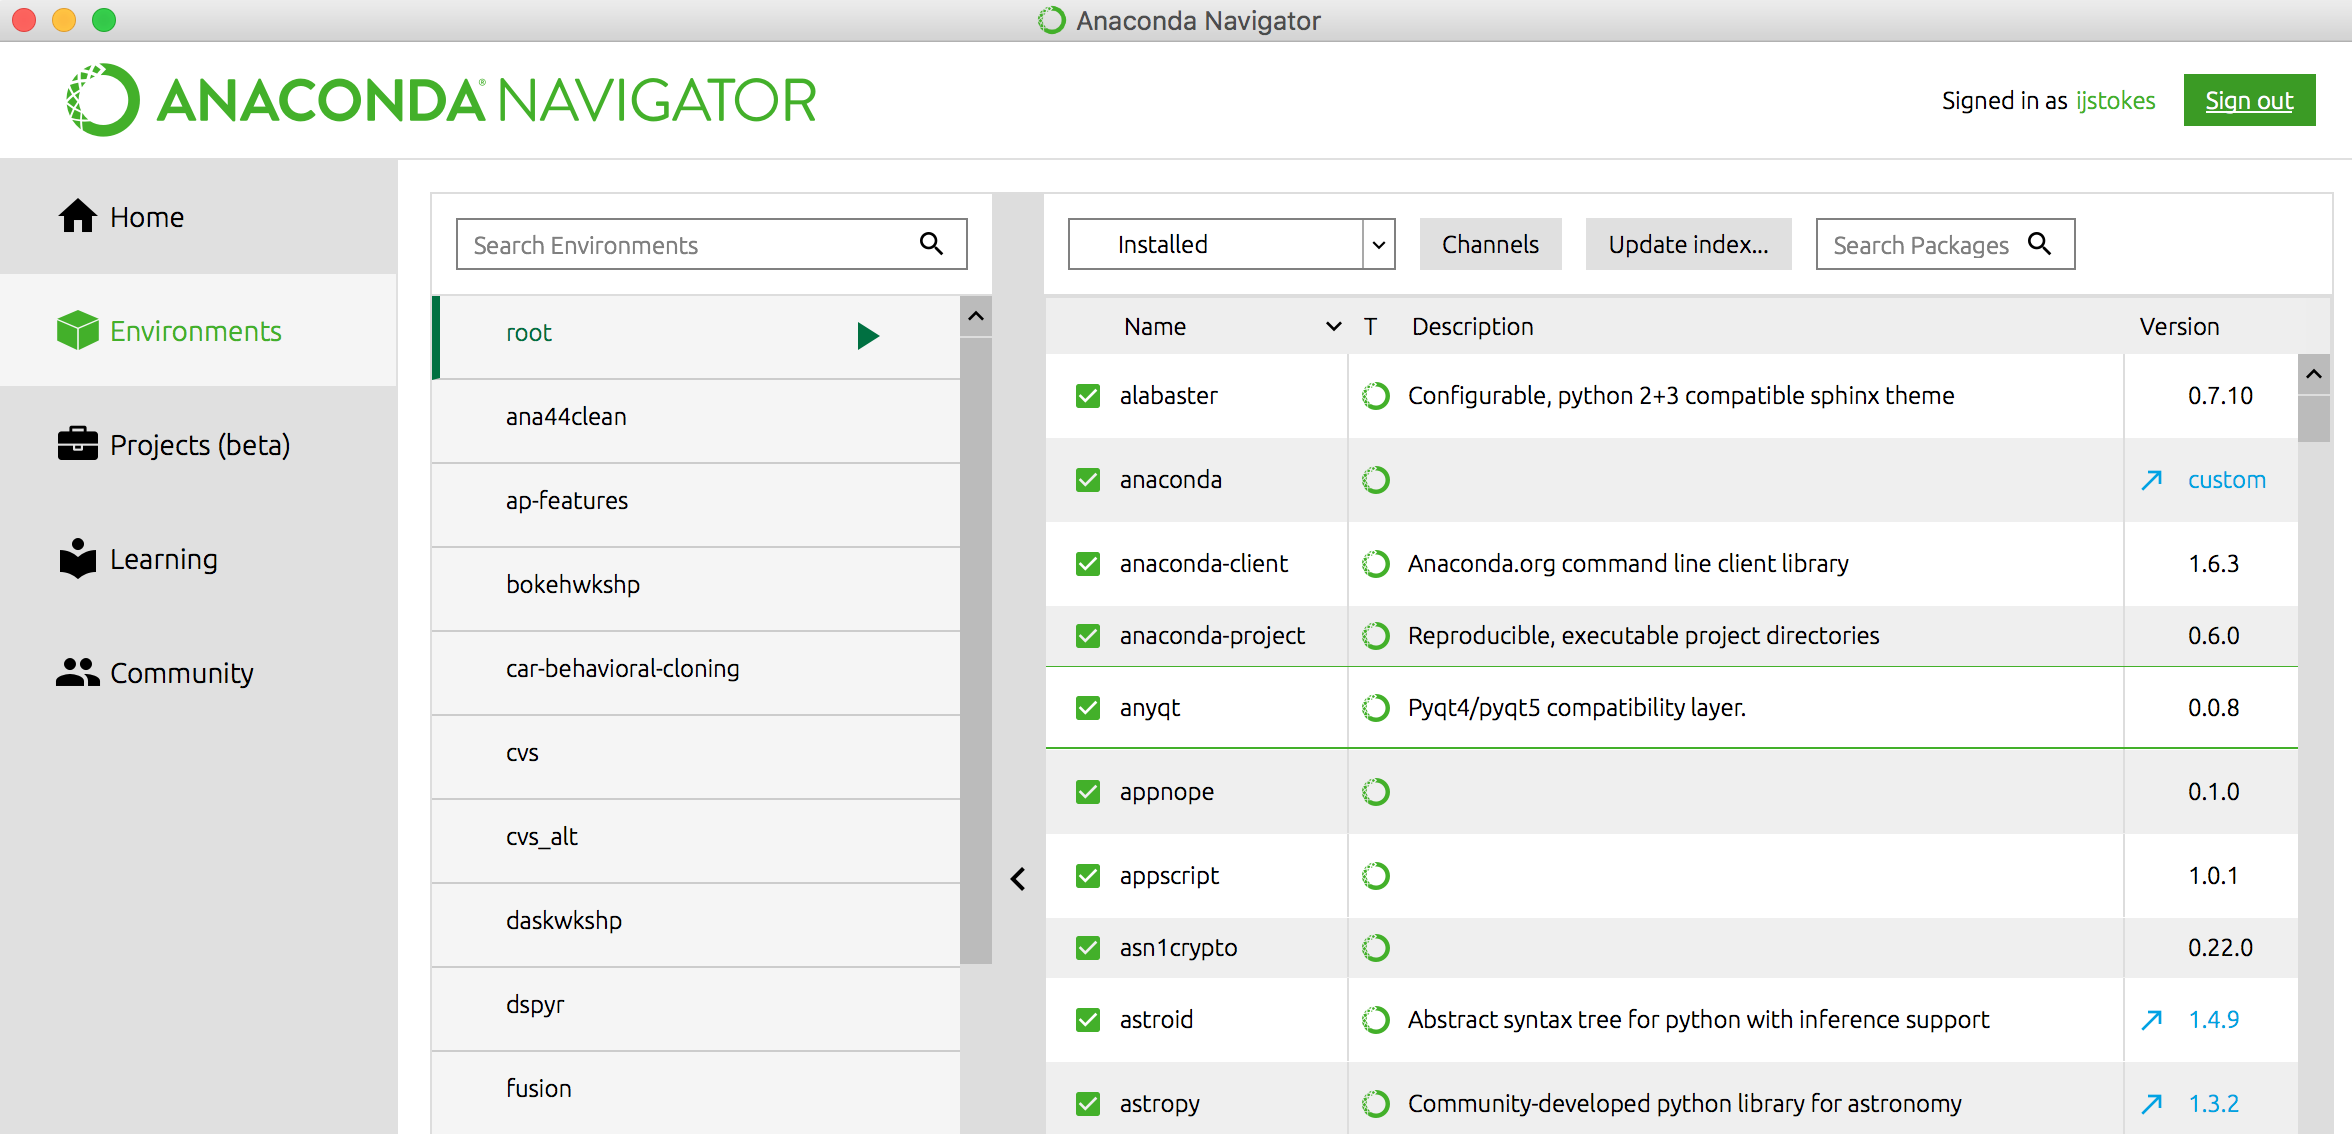 Anaconda Navigator
ANACONDA® NAVIGATOR
Signed in as ijstokes
Sign out
Home
Environments
Projects (beta)
Learning
Community
Search Environments
root
ana44clean
ap-features
bokehwkshp
car-behavioral-cloning
cvs
cvs_alt
daskwkshp
dspyr
fusion
Installed
Channels
Update index...
Search Packages
Name T Description Version
alabaster Configurable, python 2+3 compatible sphinx theme 0.7.10
anaconda custom
anaconda-client Anaconda.org command line client library 1.6.3
anaconda-project Reproducible, executable project directories 0.6.0
anyqt Pyqt4/pyqt5 compatibility layer. 0.0.8
appnope 0.1.0
appscript 1.0.1
asn1crypto 0.22.0
astroid Abstract syntax tree for python with inference support 1.4.9
astropy Community-developed python library for astronomy 1.3.2